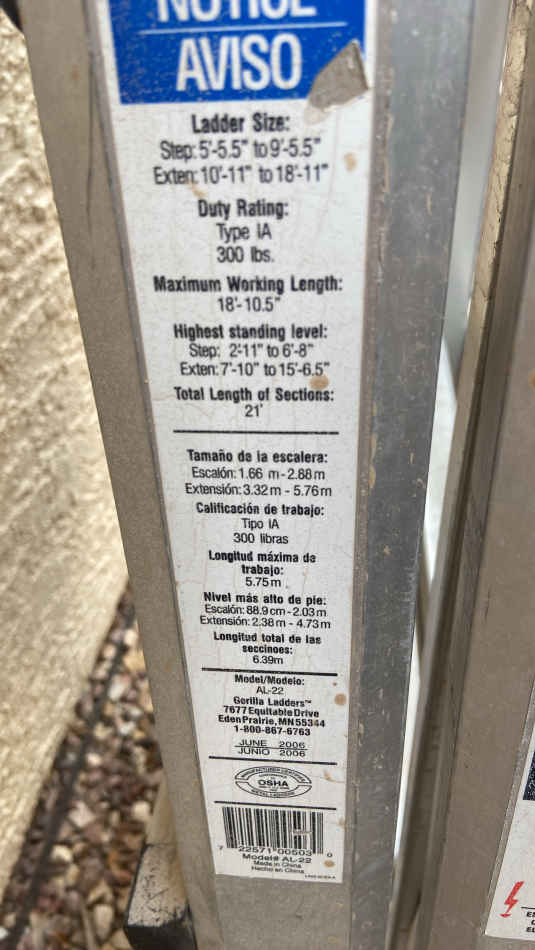 NOTICE
AVISO
Ladder Size:
Step: 5'-5.5" to 9'-5.5"
Exten: 10'-11" to 18'-11"
Duty Rating:
Type IA
300 lbs.
Maximum Working Length:
18'-10.5"
Highest standing level:
Step: 2'-11" to 6'-8"
Exten: 7'-10" to 15'-6.5"
Total Length of Sections:
21'
Tamaño de la escalera:
Escalón: 1.66 m - 2.88 m
Extensión: 3.32 m - 5.76 m
Calificación de trabajo:
Tipo IA
300 libras
Longitud máxima de
trabajo:
5.75 m
Nivel más alto de pie:
Escalón: 88.9 cm - 2.03 m
Extensión: 2.38 m - 4.73 m
Longitud total de las
seccinoes:
6.39m
Model/Modelo:
AL-22
Gorilla Ladders™
7677 Equitable Drive
Eden Prairie, MN 55344
1-800-867-6763
JUNE 2006
JUNIO 2006
OSHA
7 22571 00503 0
Model# AL-22
Made in China
Hecho en China